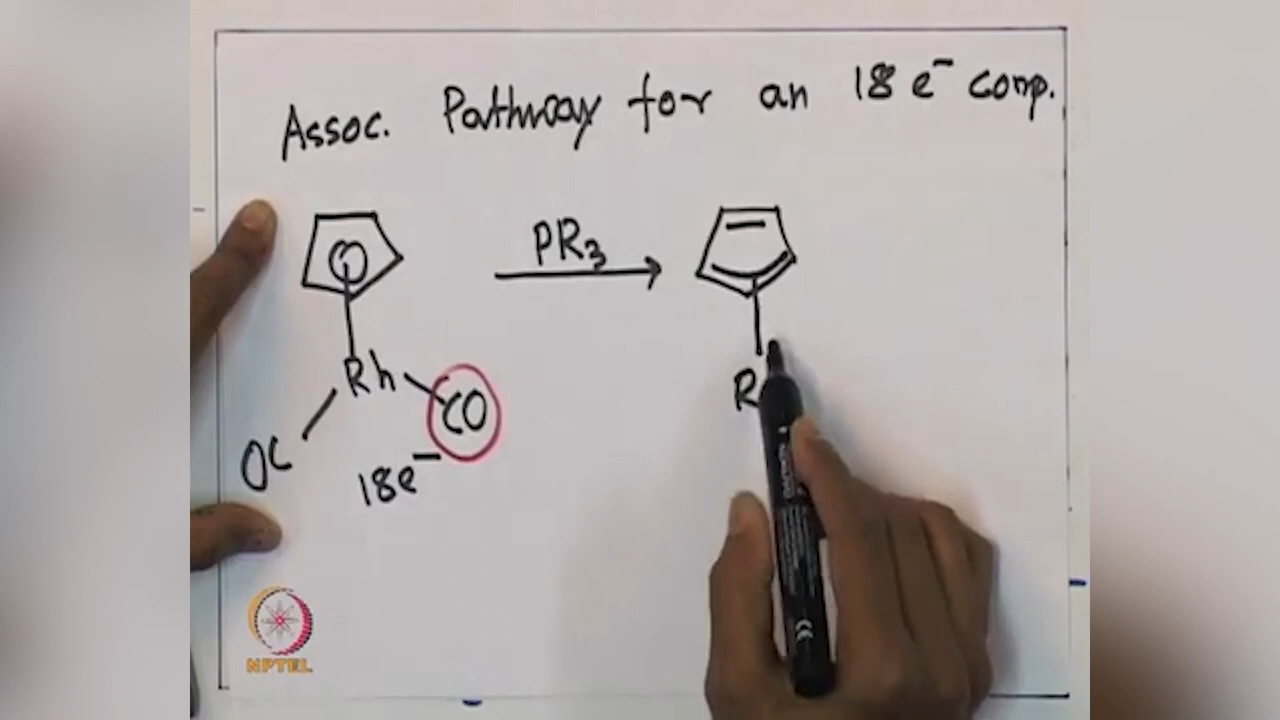 Assoc. Pathway for an 18 e⁻ comp.
PR₃
Rh
R
CO
OC
18e⁻
NPTEL